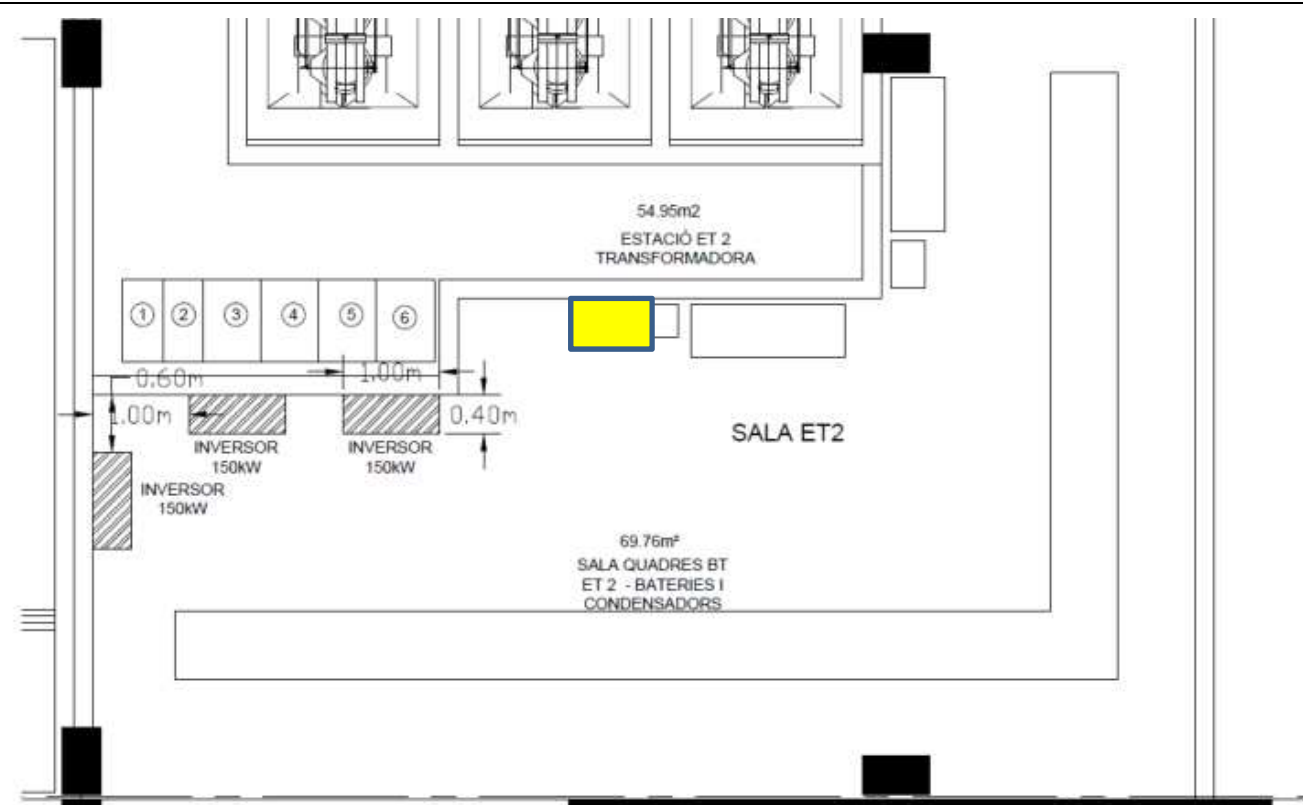 54.95m2
ESTACIÓ ET 2
TRANSFORMADORA
1 2 3 4 5 6
0.60m
1.00m
1.00m
0.40m
SALA ET2
INVERSOR
150kW
INVERSOR
150kW
INVERSOR
150kW
69.76m²
SALA QUADRES BT
ET 2 - BATERIES I
CONDENSADORS